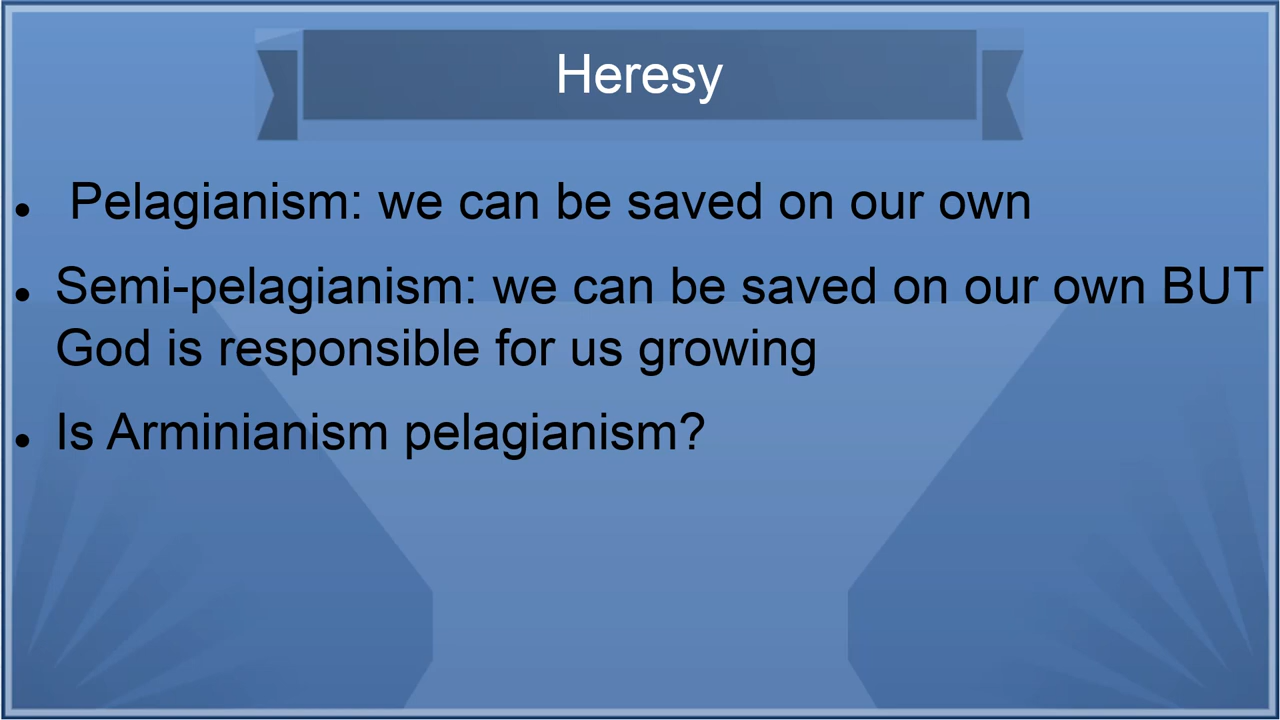 Heresy
• Pelagianism: we can be saved on our own
• Semi-pelagianism: we can be saved on our own BUT
God is responsible for us growing
• Is Arminianism pelagianism?